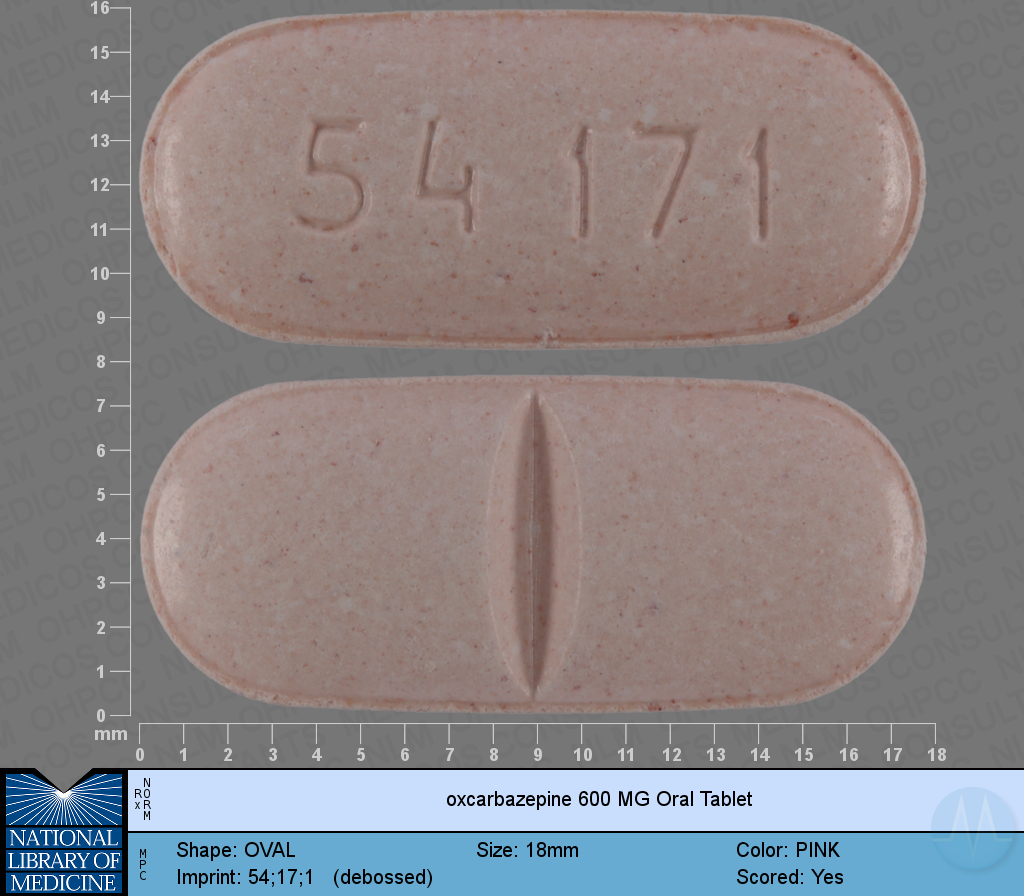 16
15
14
13
12
11
10
9
8
7
6
5
4
3
2
1
0
mm
54 171
0 1 2 3 4 5 6 7 8 9 10 11 12 13 14 15 16 17 18
NATIONAL
LIBRARY OF
MEDICINE
Rx
NORM
oxcarbazepine 600 MG Oral Tablet
MPC
Shape: OVAL Size: 18mm Color: PINK
Imprint: 54;17;1 (debossed) Scored: Yes